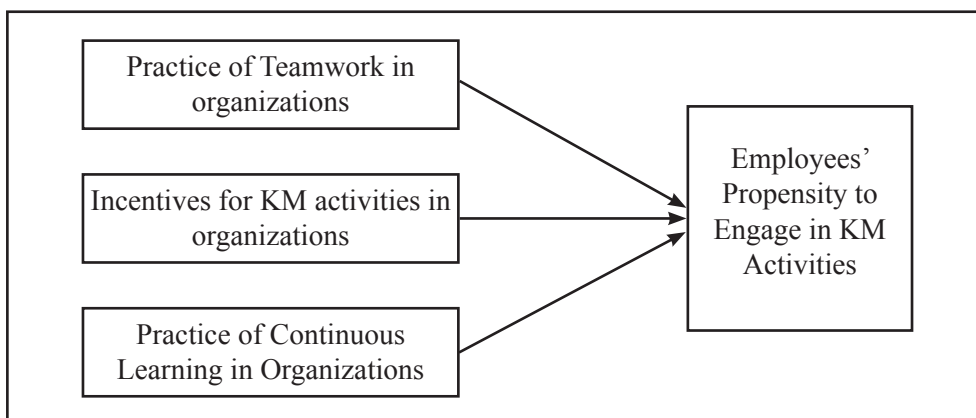 Practice of Teamwork in
organizations
Incentives for KM activities in
organizations
Practice of Continuous
Learning in Organizations
Employees’
Propensity to
Engage in KM
Activities